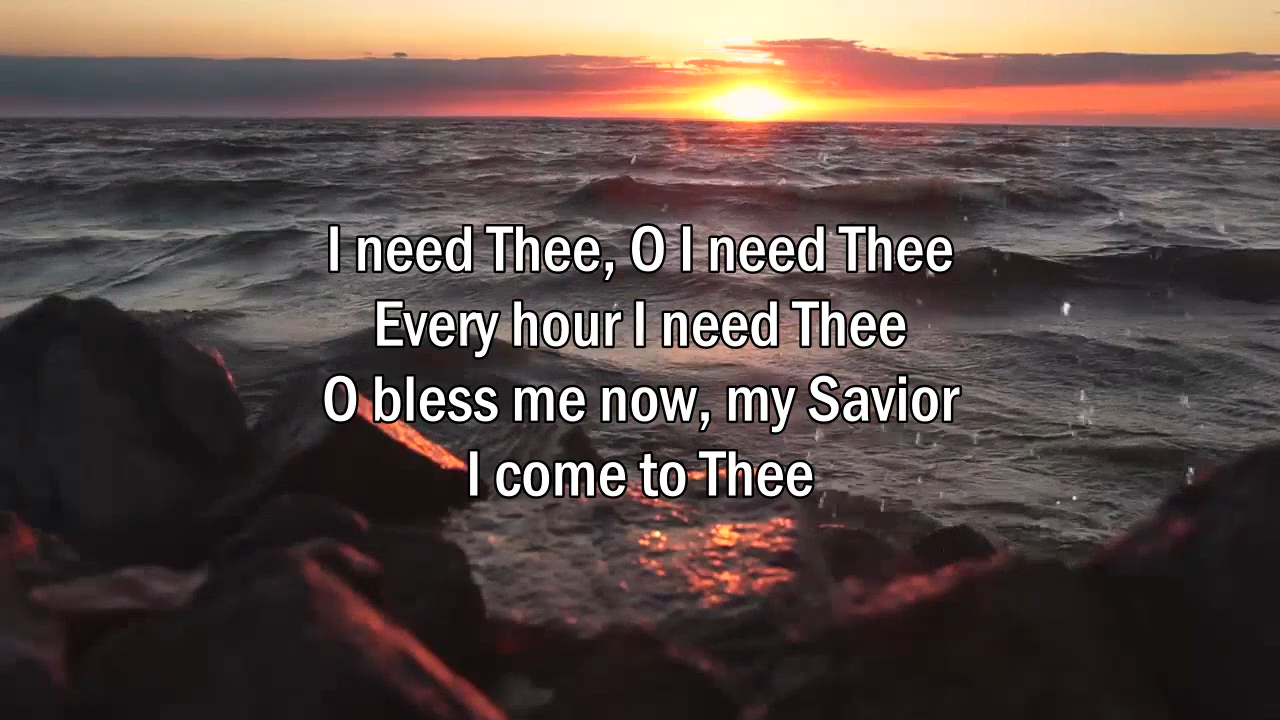 I need Thee, O I need Thee
Every hour I need Thee
O bless me now, my Savior
I come to Thee